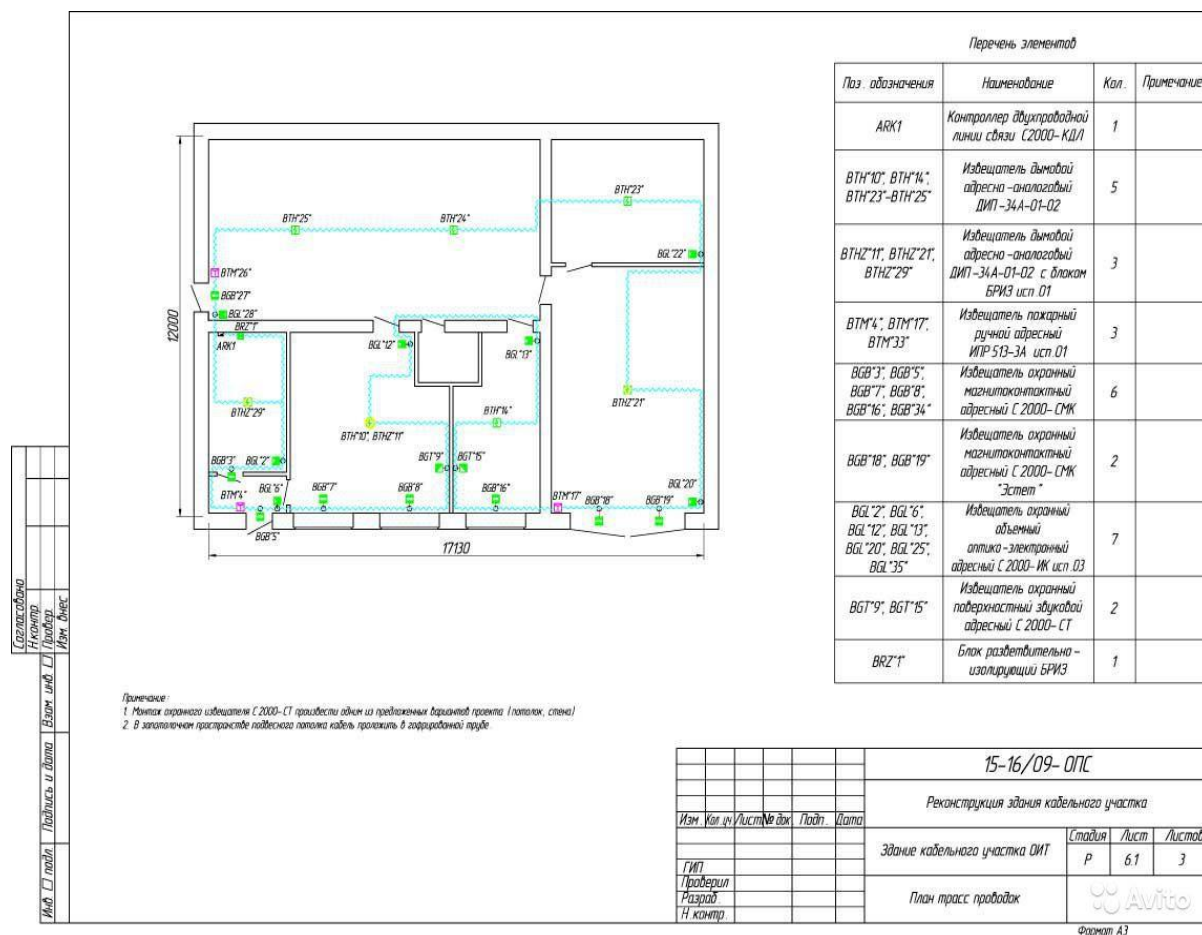 Перечень элементов
Поз. обозначения Наименование Кол. Примечание
ARK1 Контроллер двухпроводной линии связи С2000-КДЛ 1
BTH"10", BTH"14", BTH"23"-BTH"25" Извещатель дымовой адресно-аналоговый ДИП-34А-01-02 5
BTHZ"11", BTHZ"21", BTHZ"29" Извещатель дымовой адресно-аналоговый ДИП-34А-01-02 с блоком БРИЗ исп.01 3
BTM"4", BTM"17", BTM"33" Извещатель пожарный ручной адресный ИПР 513-3А исп.01 3
BGB"3", BGB"5", BGB"7", BGB"8", BGB"16", BGB"34" Извещатель охранный магнитоконтактный адресный С2000-СМК 6
BGB"18", BGB"19" Извещатель охранный магнитоконтактный адресный С2000-СМК "Эстет" 2
BGL"2", BGL"6", BGL"12", BGL"13", BGL"20", BGL"25", BGL"35" Извещатель охранный объемный оптико-электронный адресный С2000-ИК исп.03 7
BGT"9", BGT"15" Извещатель охранный поверхностный звуковой адресный С2000-СТ 2
BRZ"1" Блок разветвительно-изолирующий БРИЗ 1
BTH"23"
BTH"25" BTH"24"
BGL"22"
BTM"26"
BGB"27"
BGL"28"
BRZ"1"
ARK1
BGL"12" BGL"13"
BTHZ"29" BTHZ"21"
BTH"14"
BTH"10", BTHZ"11"
BGB"3" BGL"2" BGT"9" BGT"15"
BTM"4" BGL"6" BGB"7" BGB"8" BGB"16" BTM"17" BGB"18" BGB"19" BGL"20"
BGB"5"
12000
17130
Примечание:
1. Монтаж охранного извещателя С2000-СТ произвести одним из предложенных вариантов проекта (потолок, стена)
2. В запотолочном пространстве подвесного потолка кабель проложить в гофрированной трубе
Согласовано
Н.контр.
Провер.
Изм. внес
Взам. инв.
Подпись и дата
Инв подл.
15-16/09-ОПС
Реконструкция здания кабельного участка
Изм. Кол.уч Лист № док. Подп. Дата
Здание кабельного участка ОИТ
Стадия Лист Листов
Р 6.1 3
ГИП
Проверил
Разраб.
Н контр.
План трасс проводок
Avito
Формат А3